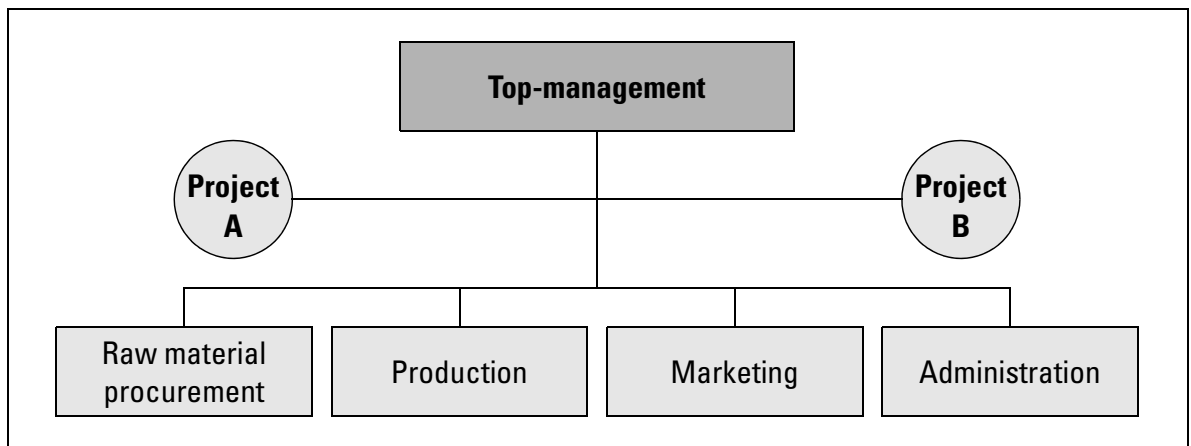 Top-management
Project
A
Project
B
Raw material
procurement
Production
Marketing
Administration